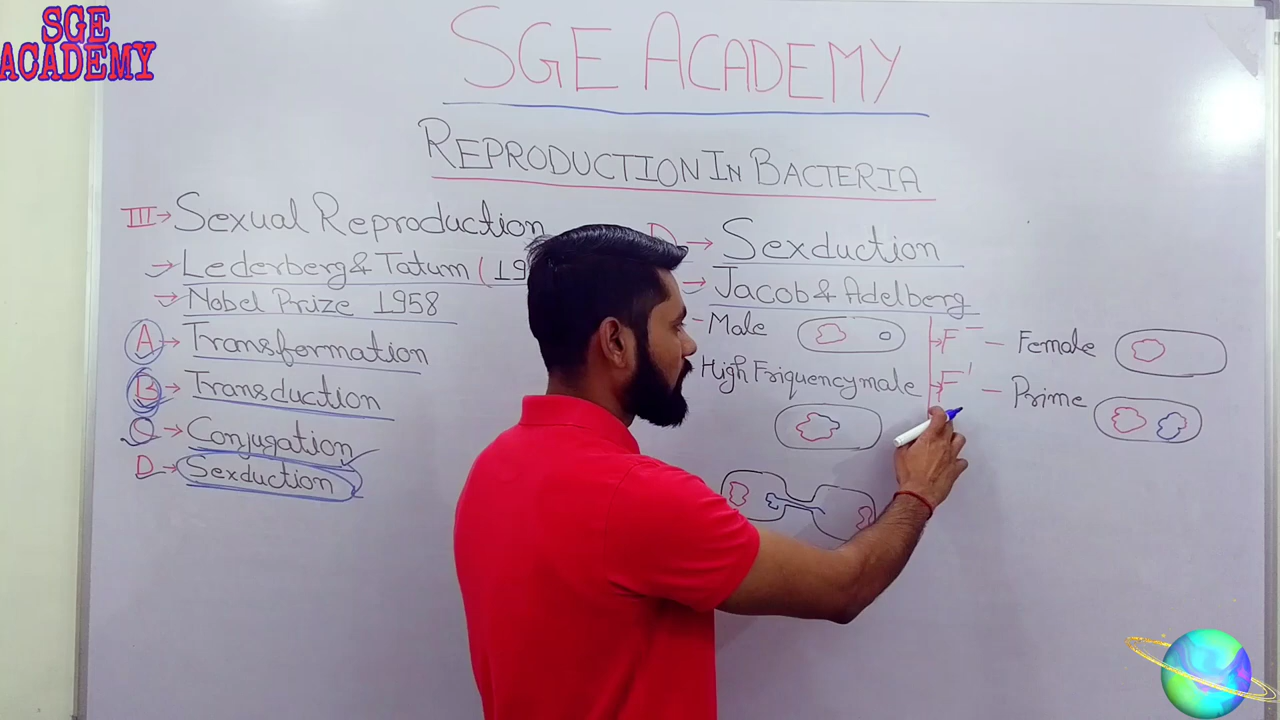 SGE
ACADEMY
SGE ACADEMY
REPRODUCTION IN BACTERIA
III→ Sexual Reproduction
→ Lederberg & Tatum (19
→ Nobel Prize 1958
A → Transformation
B → Transduction
C → Conjugation
D → Sexduction
D → Sexduction
→ Jacob & Adelberg
- Male
High Friquency male
→ F⁻ — Female
→ F' — Prime